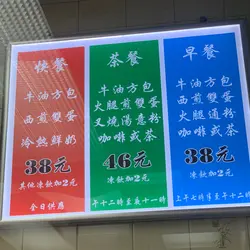 快餐
牛油方包
西煎雙蛋
冷熱鮮奶
38元
其他凍飲加2元
全日供應
茶餐
牛油方包
火腿煎雙蛋
叉燒湯意粉
咖啡或茶
46元
凍飲加2元
午十二時至晚十一時
早餐
牛油方包
西煎雙蛋
火腿通粉
咖啡或茶
38元
凍飲加2元
上午七時半至午十二時